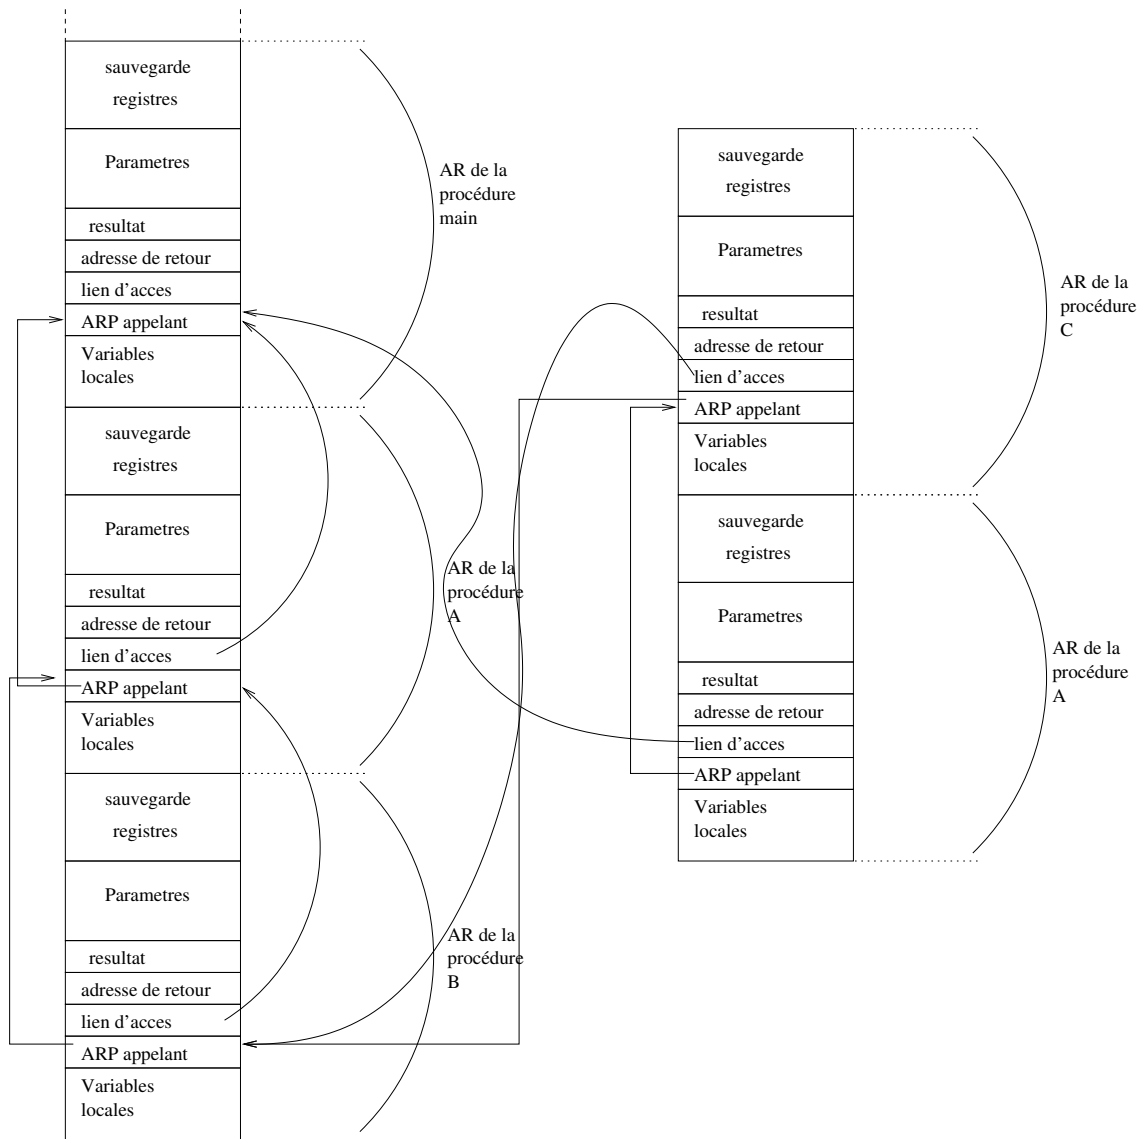 sauvegarde
registres
Parametres
resultat
adresse de retour
lien d'acces
ARP appelant
Variables
locales
AR de la
procédure
main
sauvegarde
registres
Parametres
resultat
adresse de retour
lien d'acces
ARP appelant
Variables
locales
AR de la
procédure
A
sauvegarde
registres
Parametres
resultat
adresse de retour
lien d'acces
ARP appelant
Variables
locales
AR de la
procédure
B
sauvegarde
registres
Parametres
resultat
adresse de retour
lien d'acces
ARP appelant
Variables
locales
AR de la
procédure
C
sauvegarde
registres
Parametres
resultat
adresse de retour
lien d'acces
ARP appelant
Variables
locales
AR de la
procédure
A